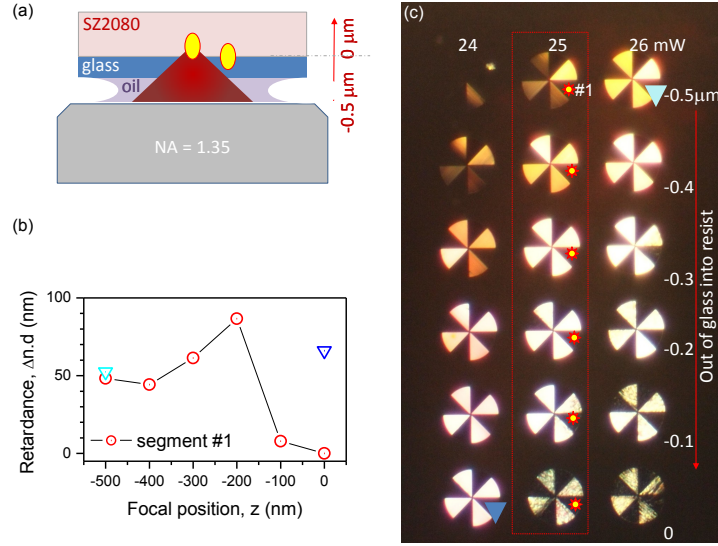 (a)
SZ2080
glass
oil
NA = 1.35
-0.5 µm 0 µm
(b)
Retardance, Δn.d (nm)
100
50
0
segment #1
-500 -400 -300 -200 -100 0
Focal position, z (nm)
(c)
24 25 26 mW
#1
-0.5µm
-0.4
-0.3
-0.2
-0.1
0
Out of glass into resist